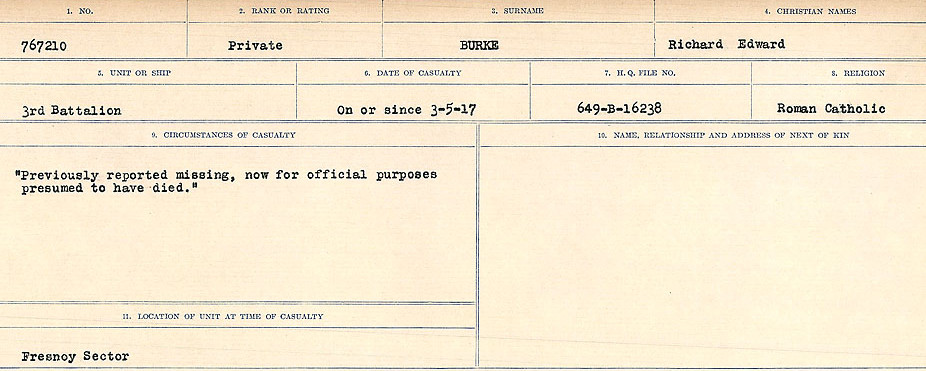 1. NO. 2. RANK OR RATING 3. SURNAME 4. CHRISTIAN NAMES
767210 Private BURKE Richard Edward
5. UNIT OR SHIP 6. DATE OF CASUALTY 7. H.Q. FILE NO. 8. RELIGION
3rd Battalion On or since 3-5-17 649-B-16238 Roman Catholic
9. CIRCUMSTANCES OF CASUALTY 10. NAME, RELATIONSHIP AND ADDRESS OF NEXT OF KIN
"Previously reported missing, now for official purposes
presumed to have died."
11. LOCATION OF UNIT AT TIME OF CASUALTY
Fresnoy Sector